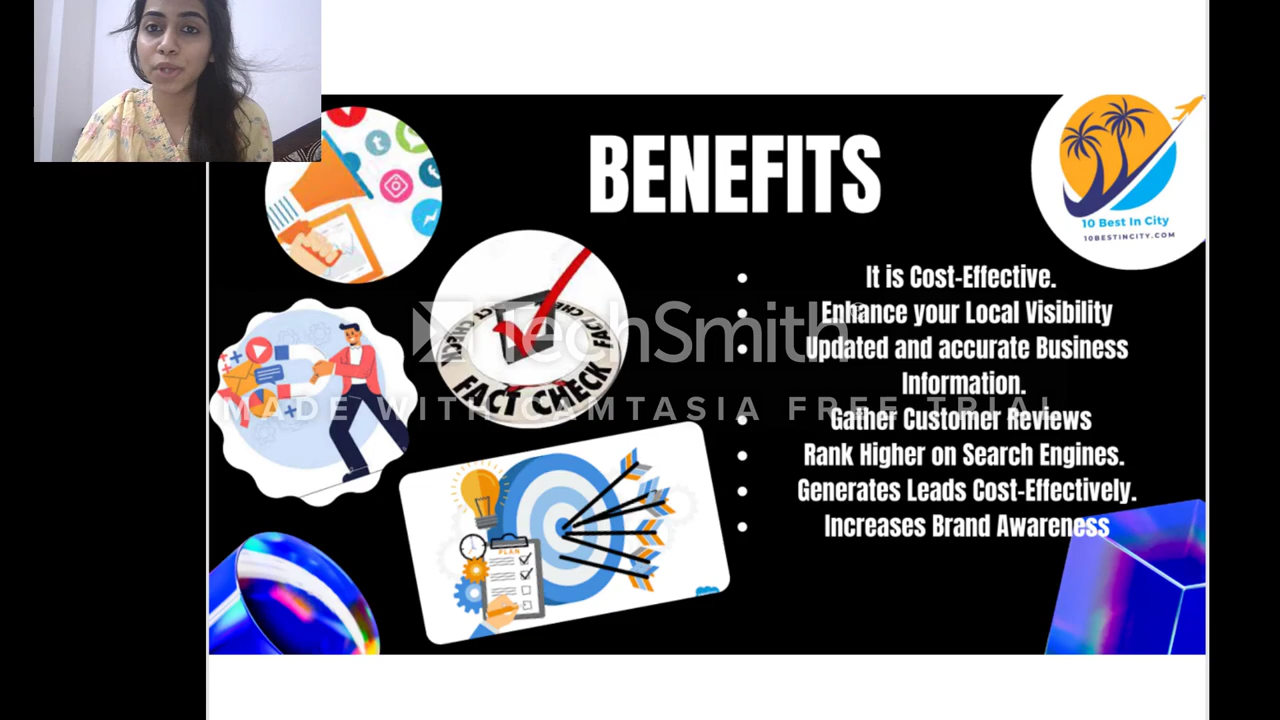 BENEFITS
10 Best In City
10BESTINCITY.COM
It is Cost-Effective.
Enhance your Local Visibility
Updated and accurate Business
Information.
Gather Customer Reviews
Rank Higher on Search Engines.
Generates Leads Cost-Effectively.
Increases Brand Awareness
TechSmith
MADE WITH CAMTASIA FREE TRIAL
FACT CHECK
FACT CHECK
PLAN